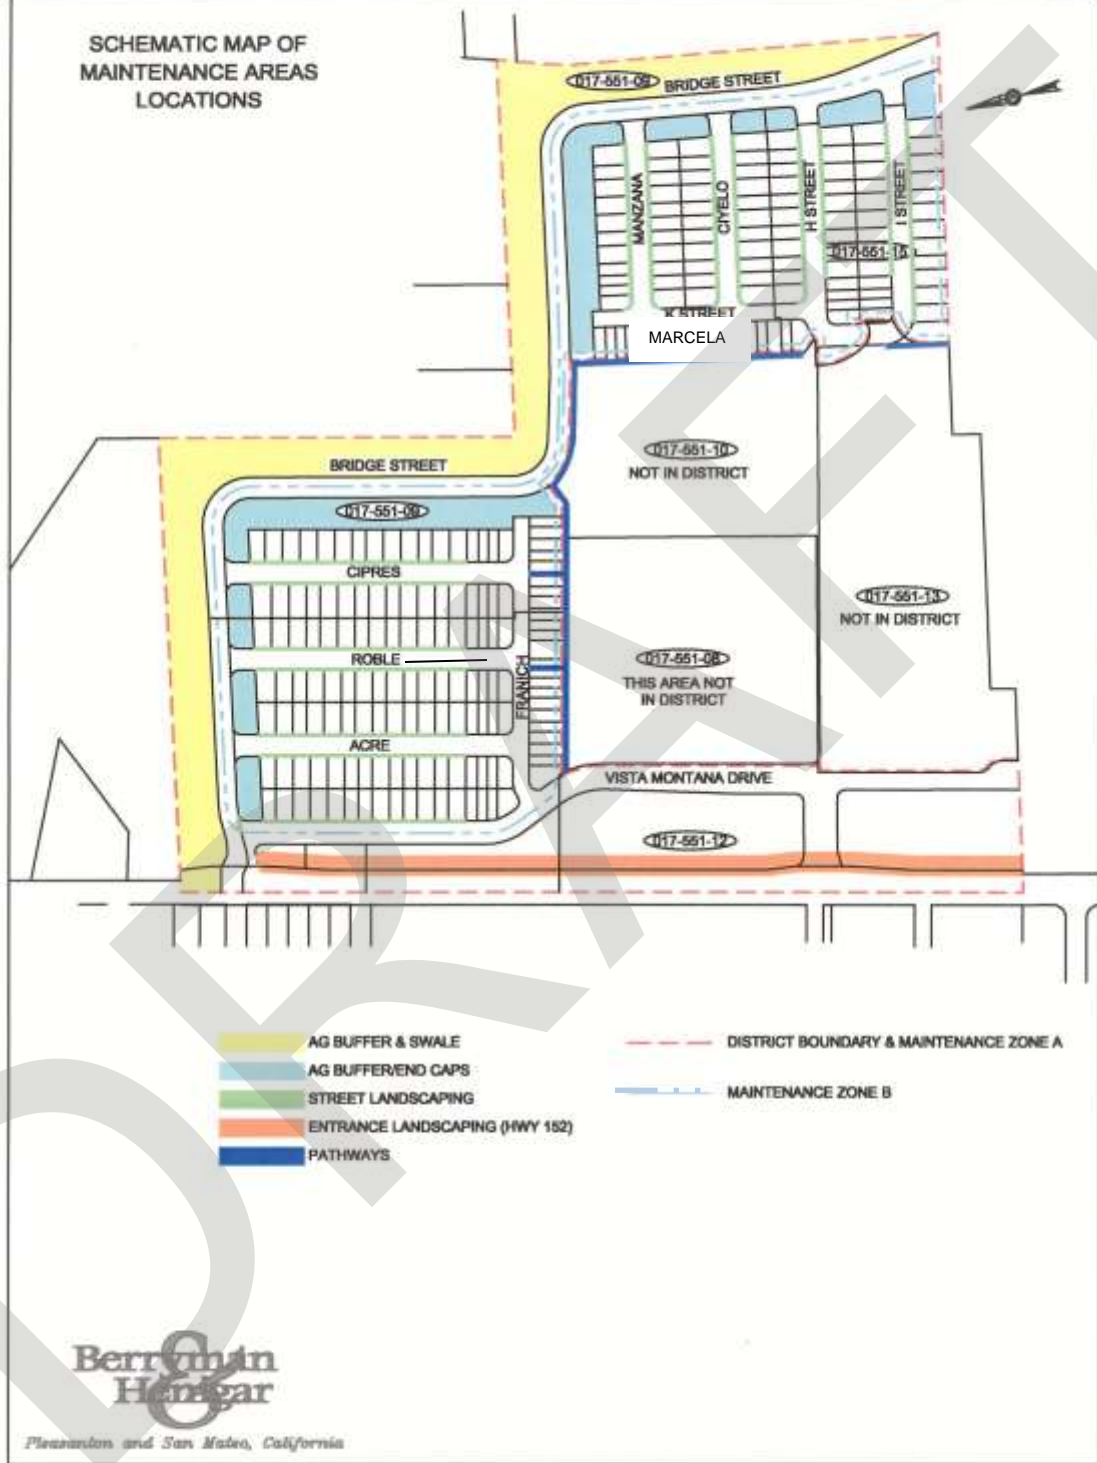 SCHEMATIC MAP OF
MAINTENANCE AREAS
LOCATIONS
017-551-09
BRIDGE STREET
MANZANA
CIYELO
H STREET
I STREET
017-551-15
K STREET
MARCELA
017-551-10
NOT IN DISTRICT
BRIDGE STREET
017-551-09
CIPRES
017-551-13
NOT IN DISTRICT
ROBLE
FRANICH
017-551-08
THIS AREA NOT
IN DISTRICT
ACRE
VISTA MONTANA DRIVE
017-551-12
AG BUFFER & SWALE
AG BUFFER/END CAPS
STREET LANDSCAPING
ENTRANCE LANDSCAPING (HWY 152)
PATHWAYS
DISTRICT BOUNDARY & MAINTENANCE ZONE A
MAINTENANCE ZONE B
DRAFT
Berryman
&
Henigar
Pleasanton and San Mateo, California